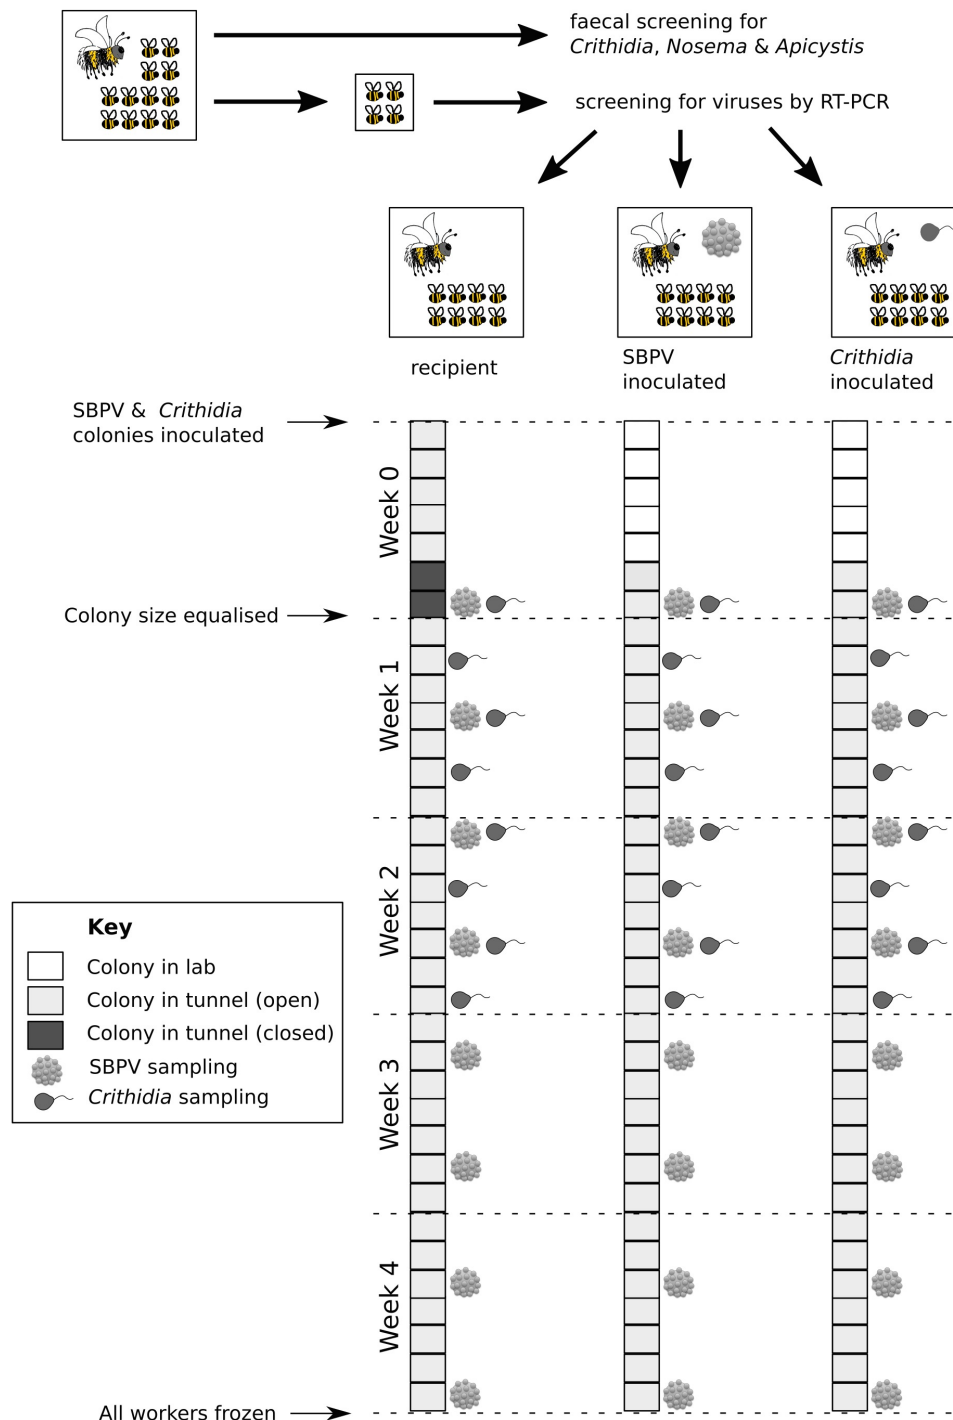 faecal screening for
Crithidia, Nosema & Apicystis
screening for viruses by RT-PCR
recipient
SBPV
inoculated
Crithidia
inoculated
SBPV & Crithidia
colonies inoculated
Week 0
Colony size equalised
Week 1
Week 2
Key
Colony in lab
Colony in tunnel (open)
Colony in tunnel (closed)
SBPV sampling
Crithidia sampling
Week 3
Week 4
All workers frozen